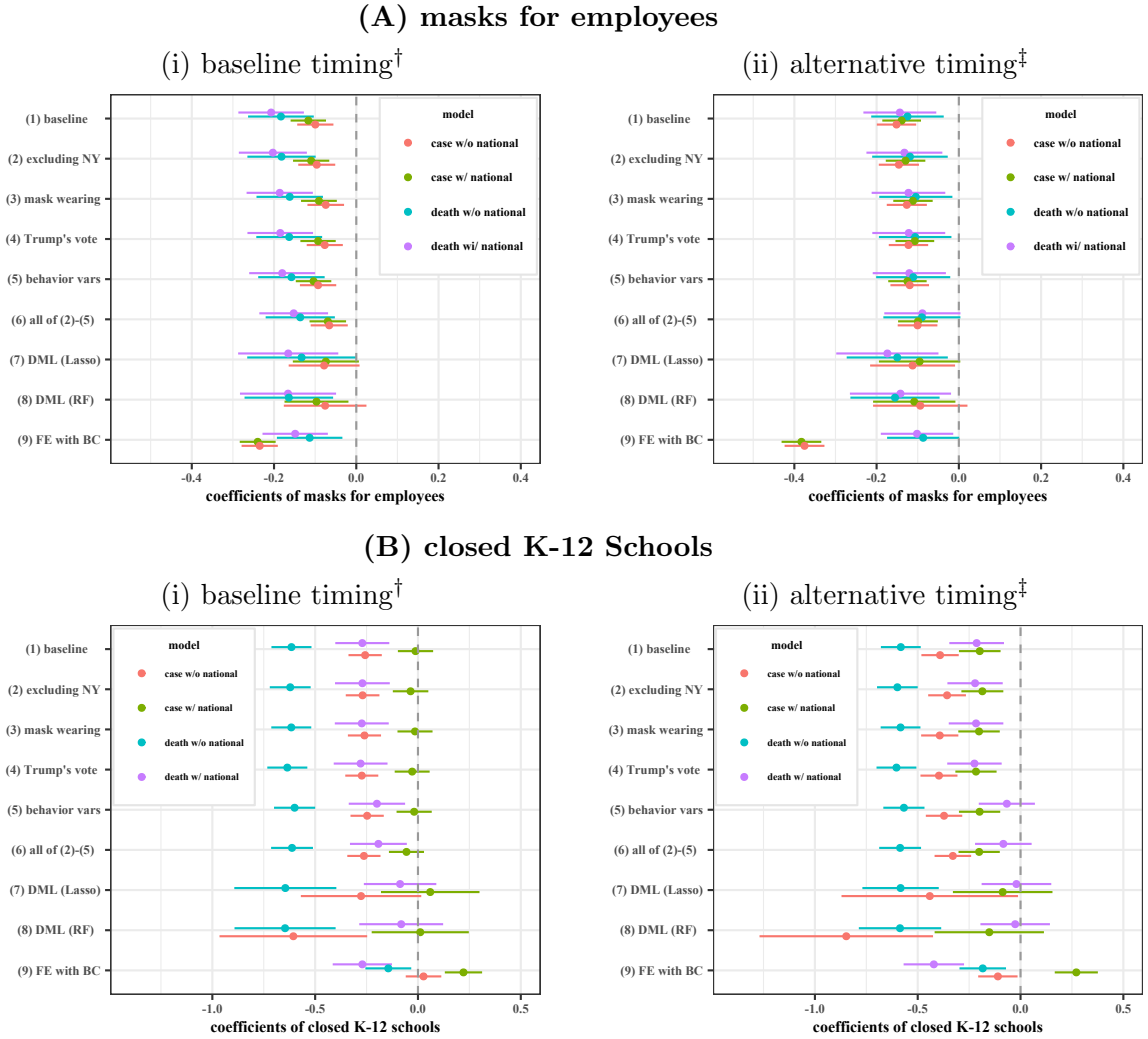 (A) masks for employees
(i) baseline timing†
(1) baseline
(2) excluding NY
(3) mask wearing
(4) Trump's vote
(5) behavior vars
(6) all of (2)-(5)
(7) DML (Lasso)
(8) DML (RF)
(9) FE with BC
model
case w/o national
case w/ national
death w/o national
death wi/ national
-0.4 -0.2 0.0 0.2 0.4
coefficients of masks for employees
(ii) alternative timing‡
(1) baseline
(2) excluding NY
(3) mask wearing
(4) Trump's vote
(5) behavior vars
(6) all of (2)-(5)
(7) DML (Lasso)
(8) DML (RF)
(9) FE with BC
model
case w/o national
case w/ national
death w/o national
death wi/ national
-0.4 -0.2 0.0 0.2 0.4
coefficients of masks for employees
(B) closed K-12 Schools
(i) baseline timing†
(1) baseline
(2) excluding NY
(3) mask wearing
(4) Trump's vote
(5) behavior vars
(6) all of (2)-(5)
(7) DML (Lasso)
(8) DML (RF)
(9) FE with BC
model
case w/o national
case w/ national
death w/o national
death w/ national
-1.0 -0.5 0.0 0.5
coefficients of closed K-12 schools
(ii) alternative timing‡
(1) baseline
(2) excluding NY
(3) mask wearing
(4) Trump's vote
(5) behavior vars
(6) all of (2)-(5)
(7) DML (Lasso)
(8) DML (RF)
(9) FE with BC
model
case w/o national
case w/ national
death w/o national
death w/ national
-1.0 -0.5 0.0 0.5
coefficients of closed K-12 schools